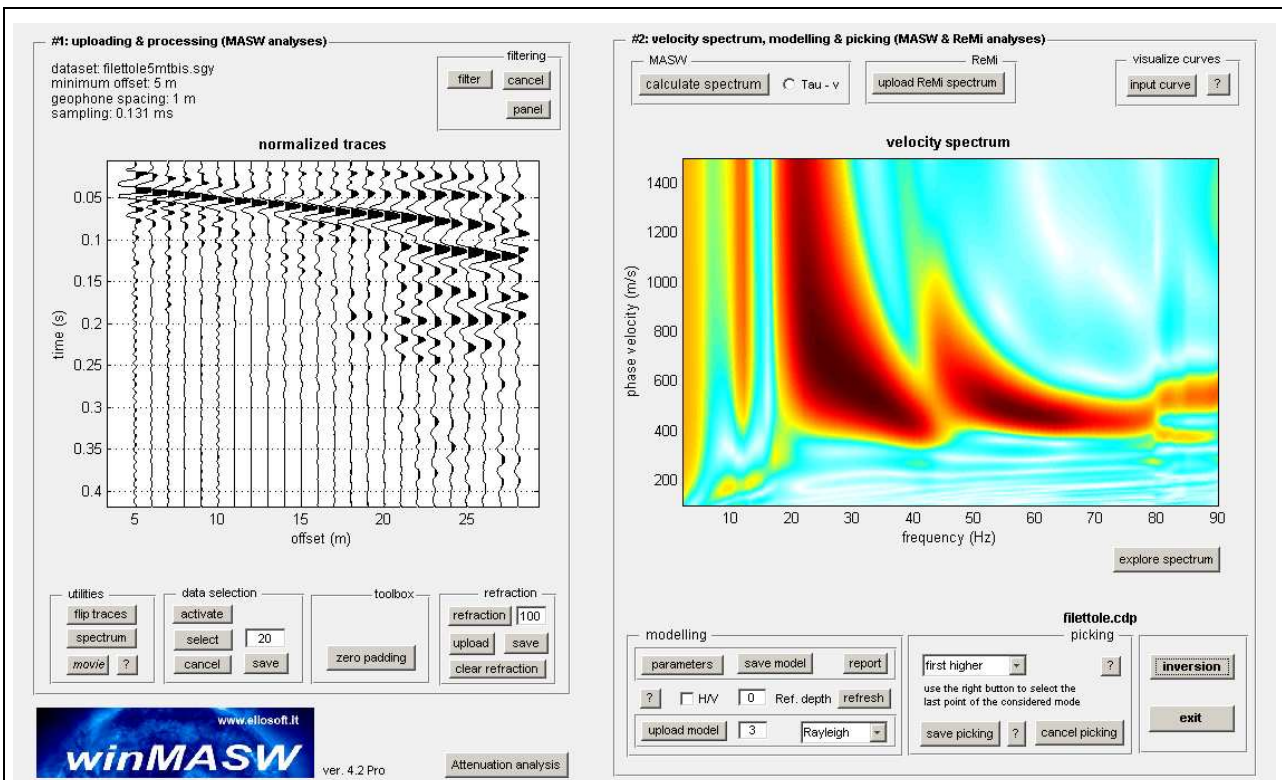 #1: uploading & processing (MASW analyses)
dataset: filettole5mtbis.sgy
minimum offset: 5 m
geophone spacing: 1 m
sampling: 0.131 ms
filtering
filter
cancel
panel
normalized traces
0.05
0.1
0.15
0.2
0.25
0.3
0.35
0.4
time (s)
5
10
15
20
25
offset (m)
utilities
flip traces
spectrum
movie
?
data selection
activate
select
20
cancel
save
toolbox
zero padding
refraction
refraction
100
upload
save
clear refraction
www.eliosoft.it
winMASW
ver. 4.2 Pro
Attenuation analysis
#2: velocity spectrum, modelling & picking (MASW & ReMi analyses)
MASW
calculate spectrum
Tau - v
ReMi
upload ReMi spectrum
visualize curves
input curve
?
velocity spectrum
1400
1200
1000
800
600
400
200
phase velocity (m/s)
10
20
30
40
50
60
70
80
90
frequency (Hz)
explore spectrum
filettole.cdp
modelling
parameters
save model
report
?
H/V
0
Ref. depth
refresh
upload model
3
Rayleigh
picking
first higher
?
use the right button to select the
last point of the considered mode
save picking
?
cancel picking
inversion
exit